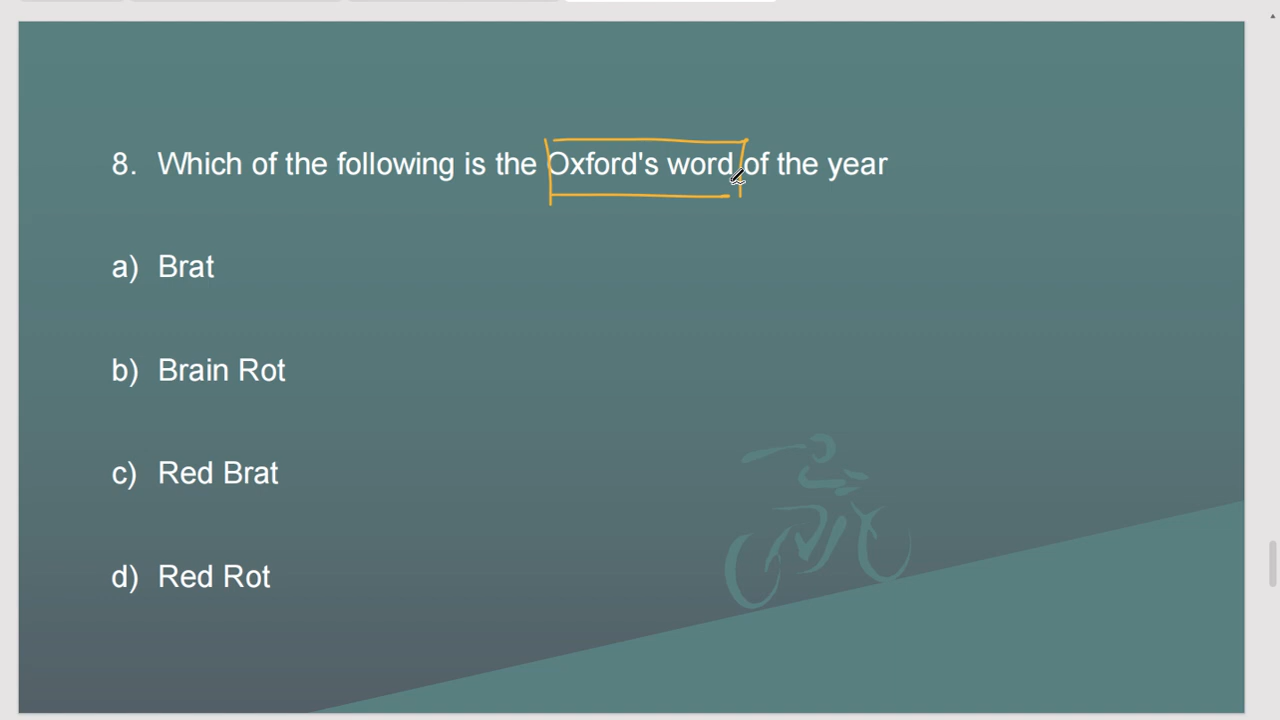 8. Which of the following is the Oxford's word of the year
a) Brat
b) Brain Rot
c) Red Brat
d) Red Rot